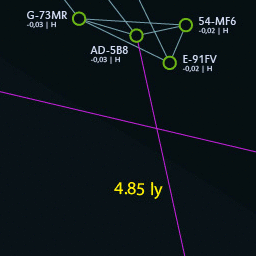 G-73MR
-0,03 | H
54-MF6
-0,02 | H
AD-5B8
-0,03 | H
E-91FV
-0,02 | H
4.85 ly